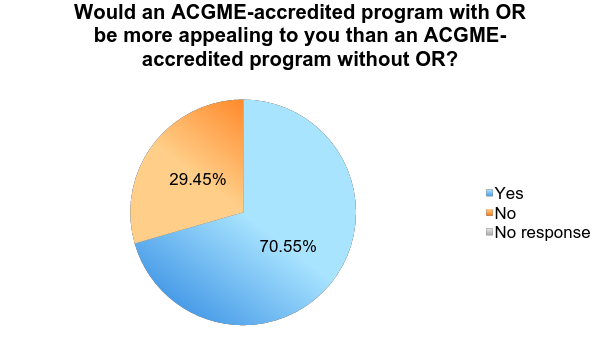 Would an ACGME-accredited program with OR
be more appealing to you than an ACGME-
accredited program without OR?
29.45%
70.55%
Yes
No
No response